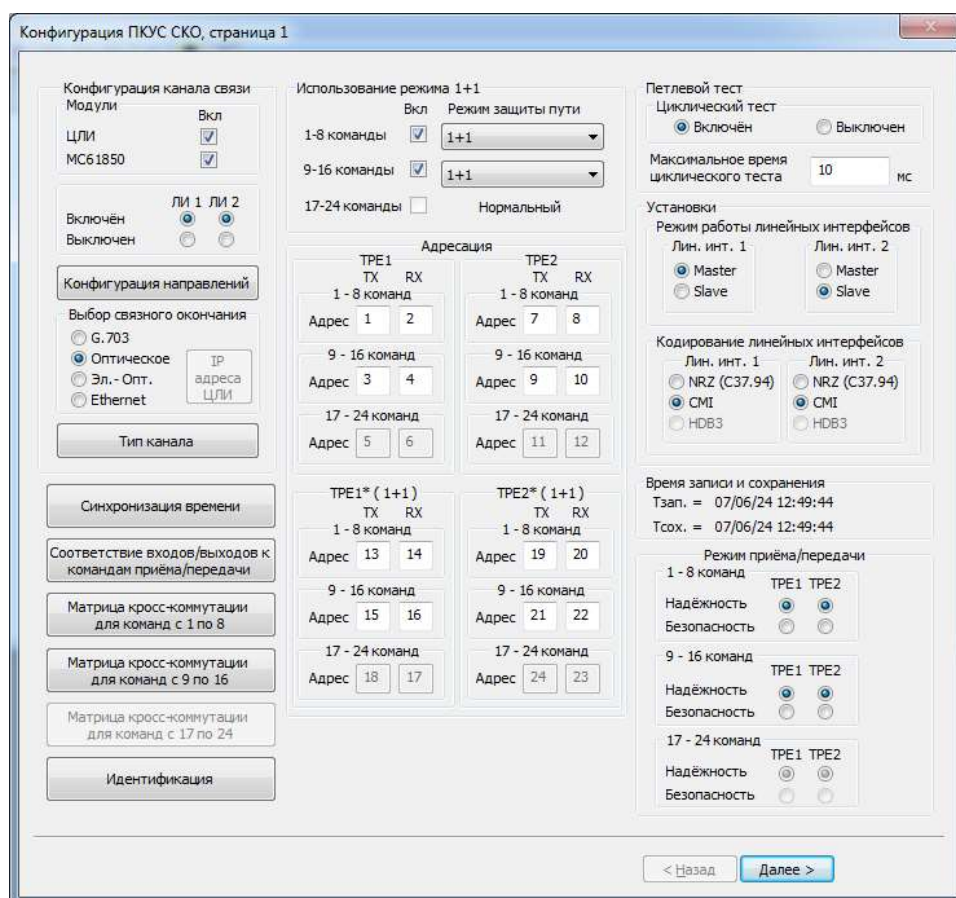 Конфигурация ПКУС СКО, страница 1
Конфигурация канала связи
Модули
Вкл
ЦЛИ
МС61850
ЛИ 1 ЛИ 2
Включён
Выключен
Конфигурация направлений
Выбор связного окончания
G.703
Оптическое
Эл.- Опт.
Ethernet
IP
адреса
ЦЛИ
Тип канала
Синхронизация времени
Соответствие входов/выходов к
командам приёма/передачи
Матрица кросс-коммутации
для команд с 1 по 8
Матрица кросс-коммутации
для команд с 9 по 16
Матрица кросс-коммутации
для команд с 17 по 24
Идентификация
Использование режима 1+1
Вкл Режим защиты пути
1-8 команды 1+1
9-16 команды 1+1
17-24 команды Нормальный
Адресация
TPE1
TX RX
1 - 8 команд
Адрес 1 2
9 - 16 команд
Адрес 3 4
17 - 24 команд
Адрес 5 6
TPE2
TX RX
1 - 8 команд
Адрес 7 8
9 - 16 команд
Адрес 9 10
17 - 24 команд
Адрес 11 12
TPE1* ( 1+1 )
TX RX
1 - 8 команд
Адрес 13 14
9 - 16 команд
Адрес 15 16
17 - 24 команд
Адрес 18 17
TPE2* ( 1+1 )
TX RX
1 - 8 команд
Адрес 19 20
9 - 16 команд
Адрес 21 22
17 - 24 команд
Адрес 24 23
Петлевой тест
Циклический тест
Включён Выключен
Максимальное время
циклического теста 10 мс
Установки
Режим работы линейных интерфейсов
Лин. инт. 1
Master
Slave
Лин. инт. 2
Master
Slave
Кодирование линейных интерфейсов
Лин. инт. 1
NRZ (C37.94)
CMI
HDB3
Лин. инт. 2
NRZ (C37.94)
CMI
HDB3
Время записи и сохранения
Тзап. = 07/06/24 12:49:44
Тсох. = 07/06/24 12:49:44
Режим приёма/передачи
1 - 8 команд
TPE1 TPE2
Надёжность
Безопасность
9 - 16 команд
TPE1 TPE2
Надёжность
Безопасность
17 - 24 команд
TPE1 TPE2
Надёжность
Безопасность
< Назад
Далее >